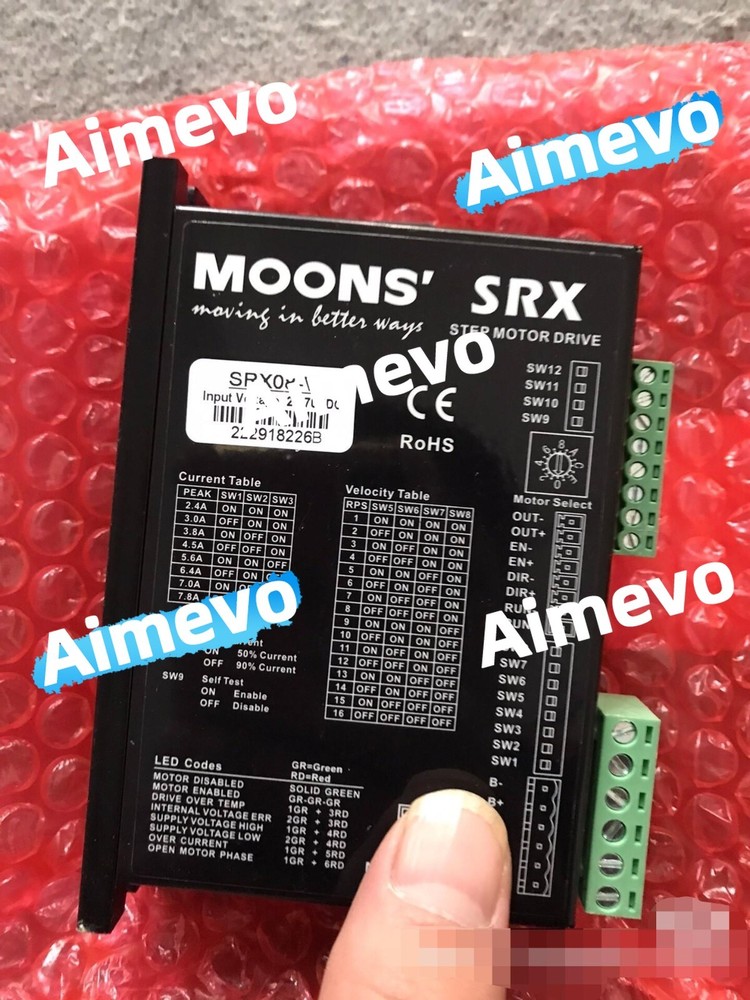 Aimevo
Aimevo
MOONS' SRX
moving in better ways
STEP MOTOR DRIVE
SW12
SW11
SW10
SW9
Input
222918226B
CE
RoHS
Motor Select
Current Table
PEAK SW1 SW2 SW3
2.4A ON ON ON
3.0A OFF ON ON
3.8A ON OFF ON
4.5A OFF OFF ON
5.6A ON ON OFF
6.4A OFF ON
7.0A ON
7.8A
Velocity Table
RPS SW5 SW6 SW7 SW8
1 ON ON ON ON
2 OFF ON ON ON
3 ON OFF ON ON
4 OFF OFF ON ON
5 ON ON OFF ON
6 OFF ON OFF ON
7 ON OFF OFF ON
8 OFF OFF OFF ON
9 ON ON ON OFF
10 OFF ON ON OFF
11 ON OFF ON OFF
12 OFF OFF ON OFF
13 ON ON OFF OFF
14 OFF ON OFF OFF
15 ON OFF OFF OFF
16 OFF OFF OFF OFF
OUT-
OUT+
EN-
EN+
DIR-
DIR+
Aimevo
Aimevo
ON 50% Current
OFF 90% Current
SW9 Self Test
ON Enable
OFF Disable
SW7
SW6
SW5
SW4
SW3
SW2
SW1
B-
B+
LED Codes GR=Green
RD=Red
MOTOR DISABLED SOLID GREEN
MOTOR ENABLED GR-GR-GR
DRIVE OVER TEMP 1GR + 3RD
INTERNAL VOLTAGE ERR 2GR + 3RD
SUPPLY VOLTAGE HIGH 1GR + 4RD
SUPPLY VOLTAGE LOW 2GR + 4RD
OVER CURRENT 1GR + 5RD
OPEN MOTOR PHASE 1GR + 6RD